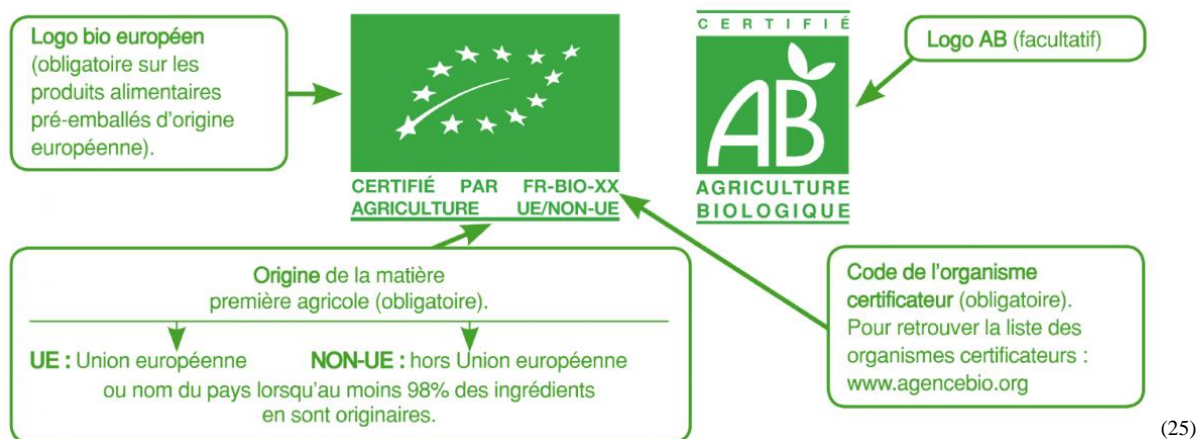 Logo bio européen
(obligatoire sur les
produits alimentaires
pré-emballés d'origine
européenne).
CERTIFIÉ PAR FR-BIO-XX
AGRICULTURE UE/NON-UE
CERTIFIÉ
AB
AGRICULTURE
BIOLOGIQUE
Logo AB (facultatif)
Origine de la matière
première agricole (obligatoire).
UE : Union européenne
NON-UE : hors Union européenne
ou nom du pays lorsqu'au moins 98% des ingrédients
en sont originaires.
Code de l'organisme
certificateur (obligatoire).
Pour retrouver la liste des
organismes certificateurs :
www.agencebio.org
(25)